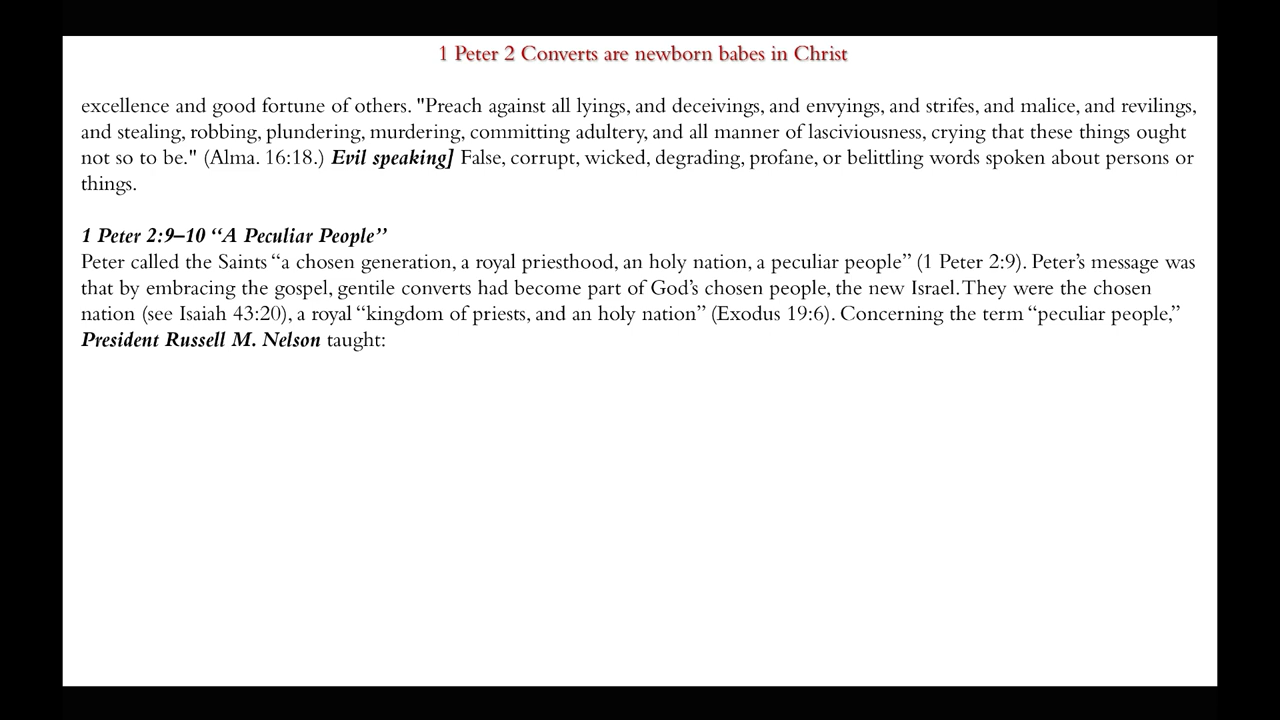 1 Peter 2 Converts are newborn babes in Christ
excellence and good fortune of others. "Preach against all lyings, and deceivings, and envyings, and strifes, and malice, and revilings,
and stealing, robbing, plundering, murdering, committing adultery, and all manner of lasciviousness, crying that these things ought
not so to be." (Alma. 16:18.) Evil speaking] False, corrupt, wicked, degrading, profane, or belittling words spoken about persons or
things.
1 Peter 2:9–10 “A Peculiar People”
Peter called the Saints “a chosen generation, a royal priesthood, an holy nation, a peculiar people” (1 Peter 2:9). Peter’s message was
that by embracing the gospel, gentile converts had become part of God’s chosen people, the new Israel. They were the chosen
nation (see Isaiah 43:20), a royal “kingdom of priests, and an holy nation” (Exodus 19:6). Concerning the term “peculiar people,”
President Russell M. Nelson taught: